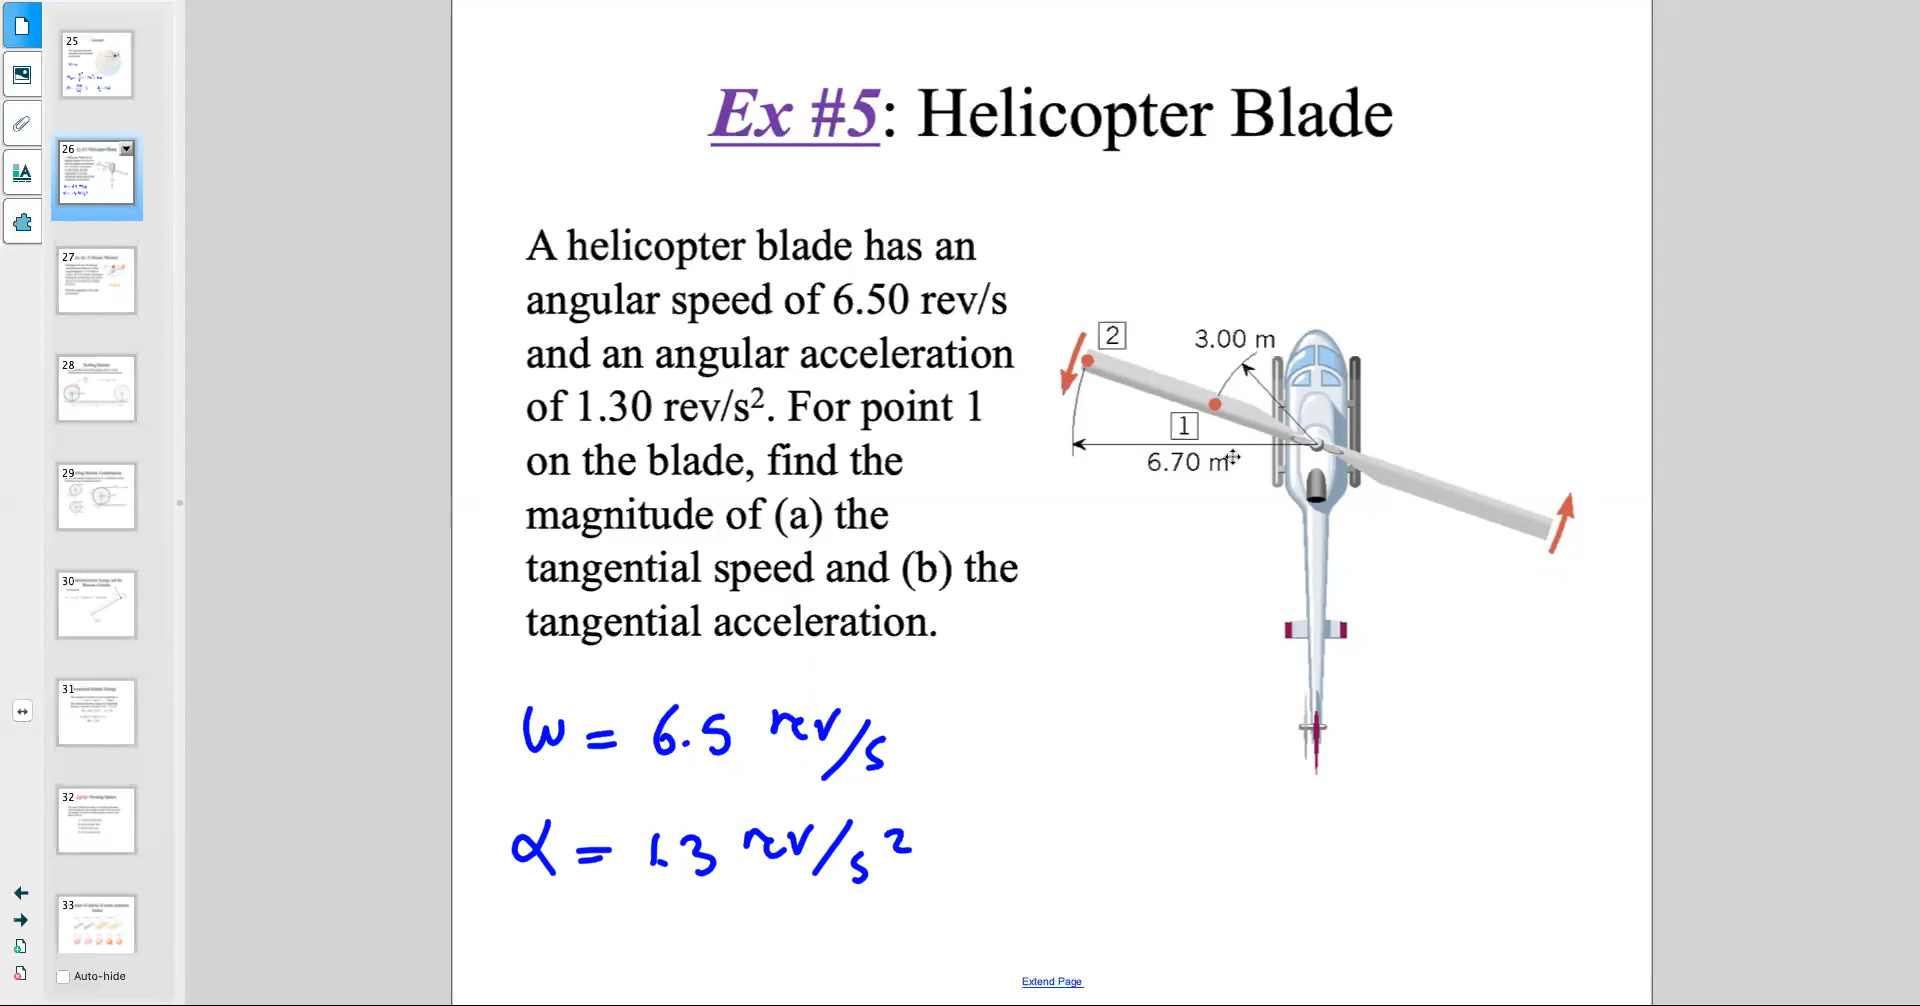 Ex #5: Helicopter Blade
A helicopter blade has an
angular speed of 6.50 rev/s
and an angular acceleration
of 1.30 rev/s². For point 1
on the blade, find the
magnitude of (a) the
tangential speed and (b) the
tangential acceleration.
2
3.00 m
1
6.70 m
ω = 6.5 rev/s
α = 1.3 rev/s²
Extend Page
25
26
27
28
29
30
31
32
33
Auto-hide